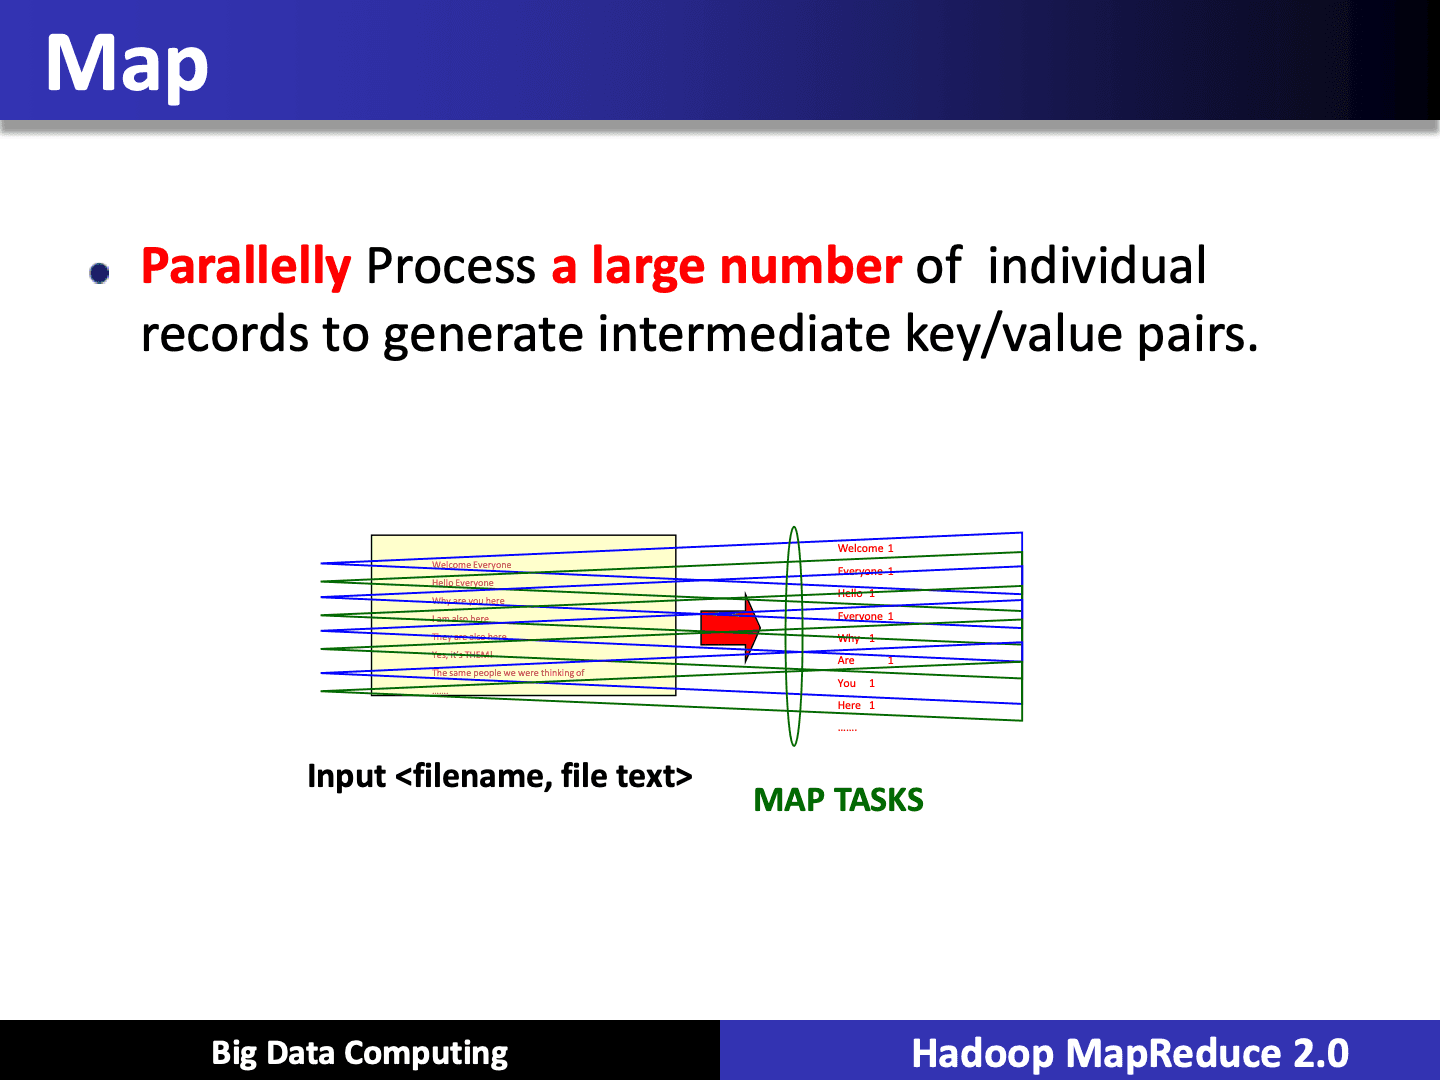 Map
Parallelly Process a large number of individual
records to generate intermediate key/value pairs.
Welcome Everyone
Hello Everyone
Why are you here
I am also here
They are also here
Yes, it's THEM!
The same people we were thinking of
…….
Welcome 1
Everyone 1
Hello 1
Everyone 1
Why 1
Are 1
You 1
Here 1
…….
Input <filename, file text>
MAP TASKS
Big Data Computing
Hadoop MapReduce 2.0